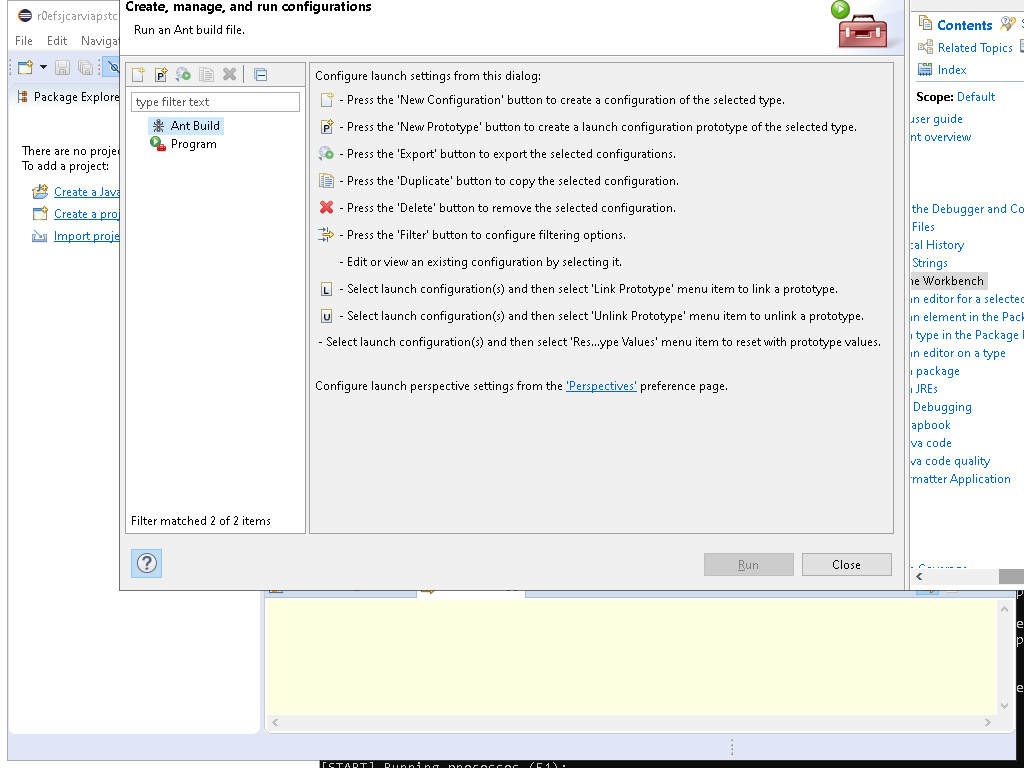 r0efsjcarviapstc
File Edit Navigat
Package Explore
There are no projec
To add a project:
Create a Java
Create a proj
Import proje
Create, manage, and run configurations
Run an Ant build file.
type filter text
Ant Build
Program
Filter matched 2 of 2 items
Configure launch settings from this dialog:
- Press the 'New Configuration' button to create a configuration of the selected type.
- Press the 'New Prototype' button to create a launch configuration prototype of the selected type.
- Press the 'Export' button to export the selected configurations.
- Press the 'Duplicate' button to copy the selected configuration.
- Press the 'Delete' button to remove the selected configuration.
- Press the 'Filter' button to configure filtering options.
- Edit or view an existing configuration by selecting it.
- Select launch configuration(s) and then select 'Link Prototype' menu item to link a prototype.
- Select launch configuration(s) and then select 'Unlink Prototype' menu item to unlink a prototype.
- Select launch configuration(s) and then select 'Res...ype Values' menu item to reset with prototype values.
Configure launch perspective settings from the 'Perspectives' preference page.
Run
Close
Contents
Related Topics
Index
Scope: Default
user guide
nt overview
the Debugger and Co
Files
cal History
Strings
ne Workbench
an editor for a selected
an element in the Pack
type in the Package
an editor on a type
package
JREs
Debugging
apbook
va code
va code quality
rmatter Application
[START] Running processes (51):